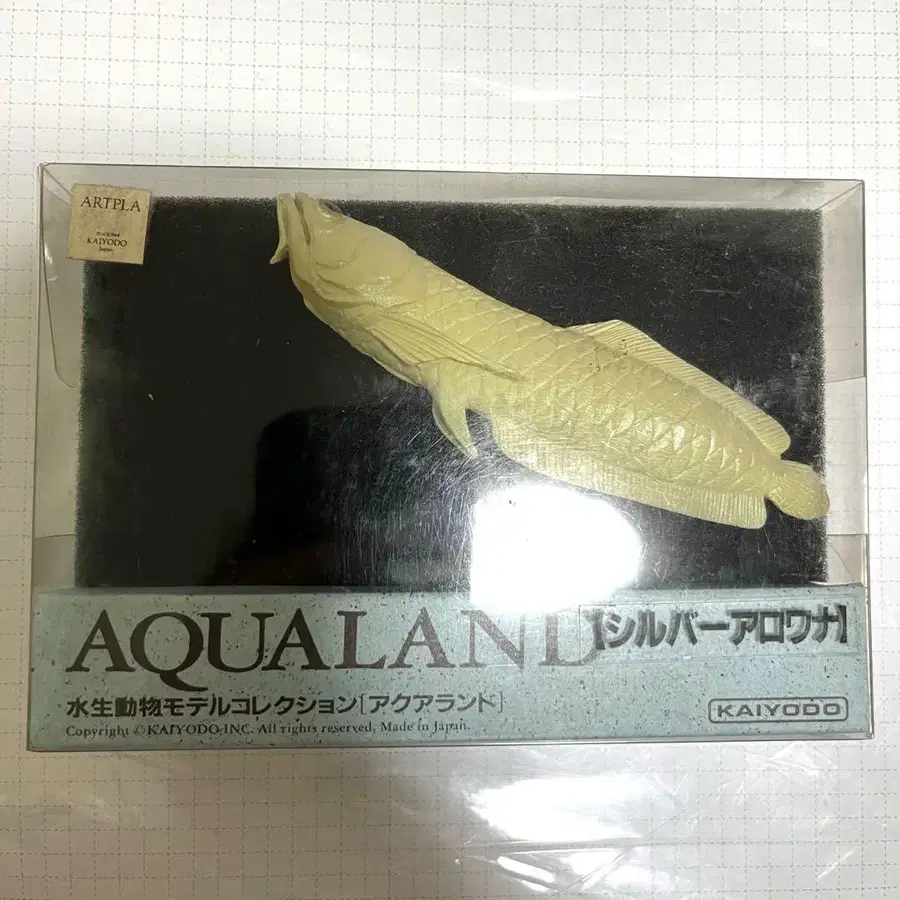 ARTPLA
KAIYODO
Japan.
AQUALAND
【シルバーアロワナ】
水生動物モデルコレクション[アクアランド]
KAIYODO
Copyright © KAIYODO INC. All rights reserved, Made in Japan.